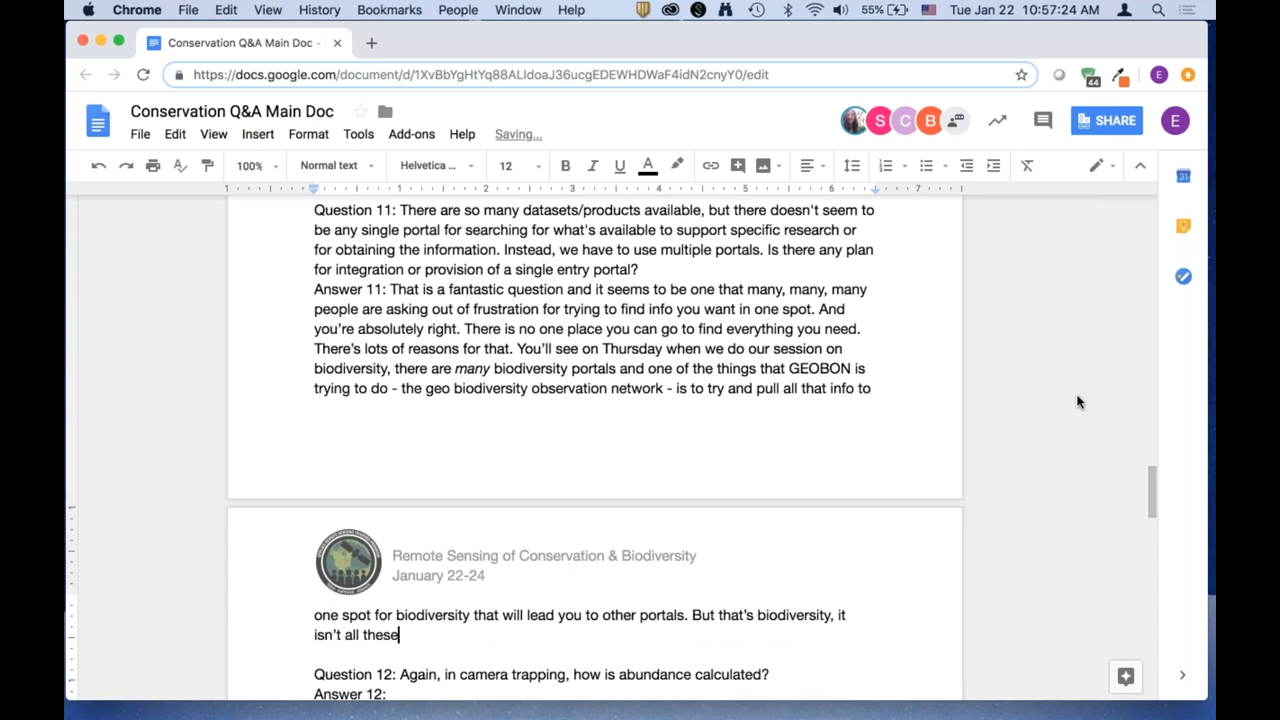 Chrome File Edit View History Bookmarks People Window Help 55% Tue Jan 22 10:57:24 AM
Conservation Q&A Main Doc -
https://docs.google.com/document/d/1XvBbYgHtYq88ALIdoaJ36ucgEDEWHDWaF4idN2cnyY0/edit
44
E
Conservation Q&A Main Doc
S C B
SHARE
E
File Edit View Insert Format Tools Add-ons Help Saving...
100% Normal text Helvetica ... 12 B I U A
1 1 2 3 4 5 6 7
31
Question 11: There are so many datasets/products available, but there doesn't seem to
be any single portal for searching for what's available to support specific research or
for obtaining the information. Instead, we have to use multiple portals. Is there any plan
for integration or provision of a single entry portal?
Answer 11: That is a fantastic question and it seems to be one that many, many, many
people are asking out of frustration for trying to find info you want in one spot. And
you're absolutely right. There is no one place you can go to find everything you need.
There's lots of reasons for that. You'll see on Thursday when we do our session on
biodiversity, there are many biodiversity portals and one of the things that GEOBON is
trying to do - the geo biodiversity observation network - is to try and pull all that info to
Remote Sensing of Conservation & Biodiversity
January 22-24
one spot for biodiversity that will lead you to other portals. But that's biodiversity, it
isn't all these
Question 12: Again, in camera trapping, how is abundance calculated?
Answer 12: